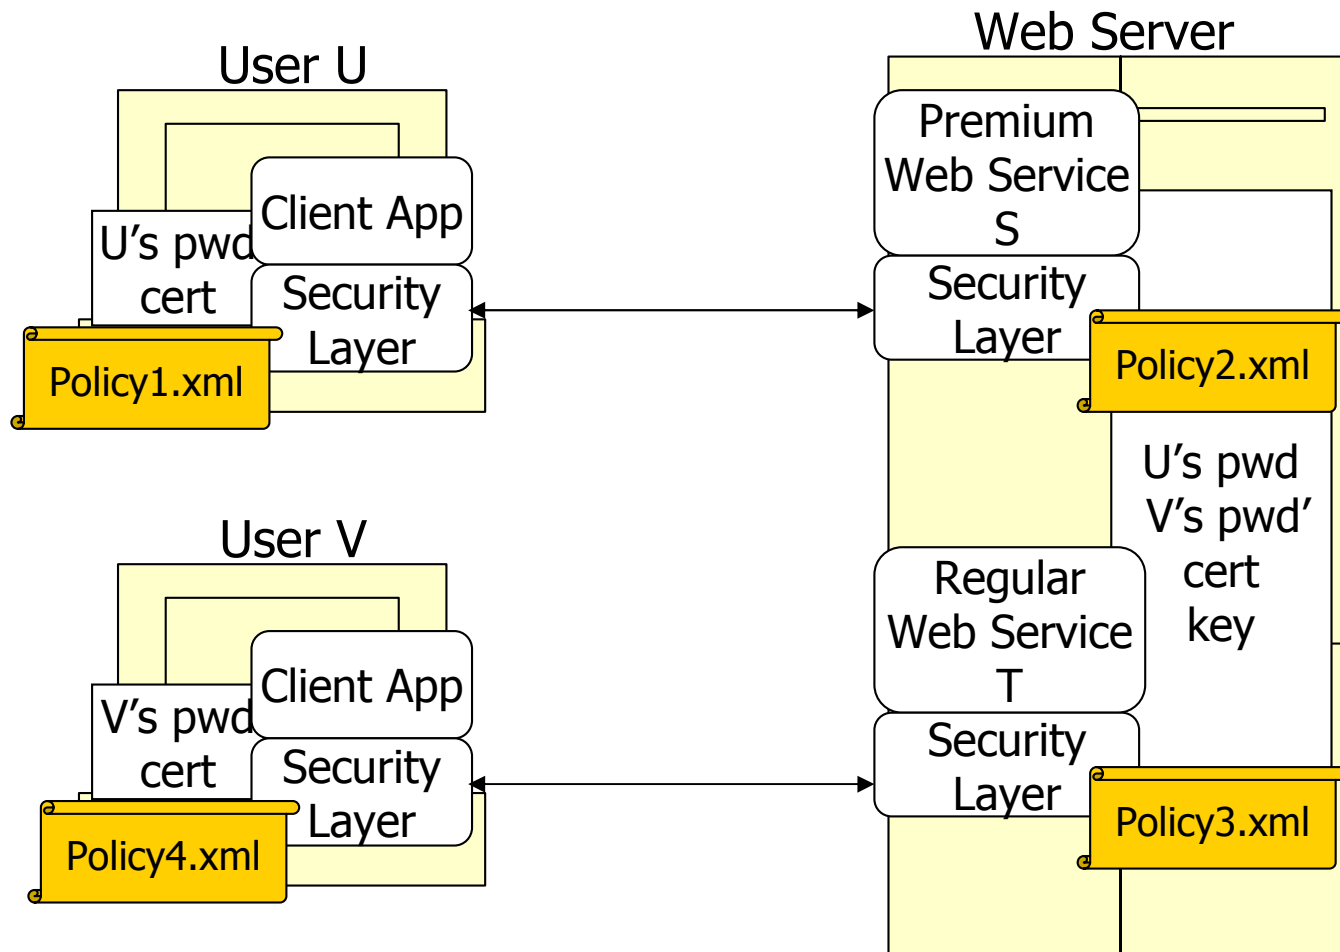 User U
Client App
U’s pwd
cert
Security
Layer
Policy1.xml
User V
Client App
V’s pwd
cert
Security
Layer
Policy4.xml
Web Server
Premium
Web Service
S
Security
Layer
Policy2.xml
U’s pwd
V’s pwd’
cert
key
Regular
Web Service
T
Security
Layer
Policy3.xml